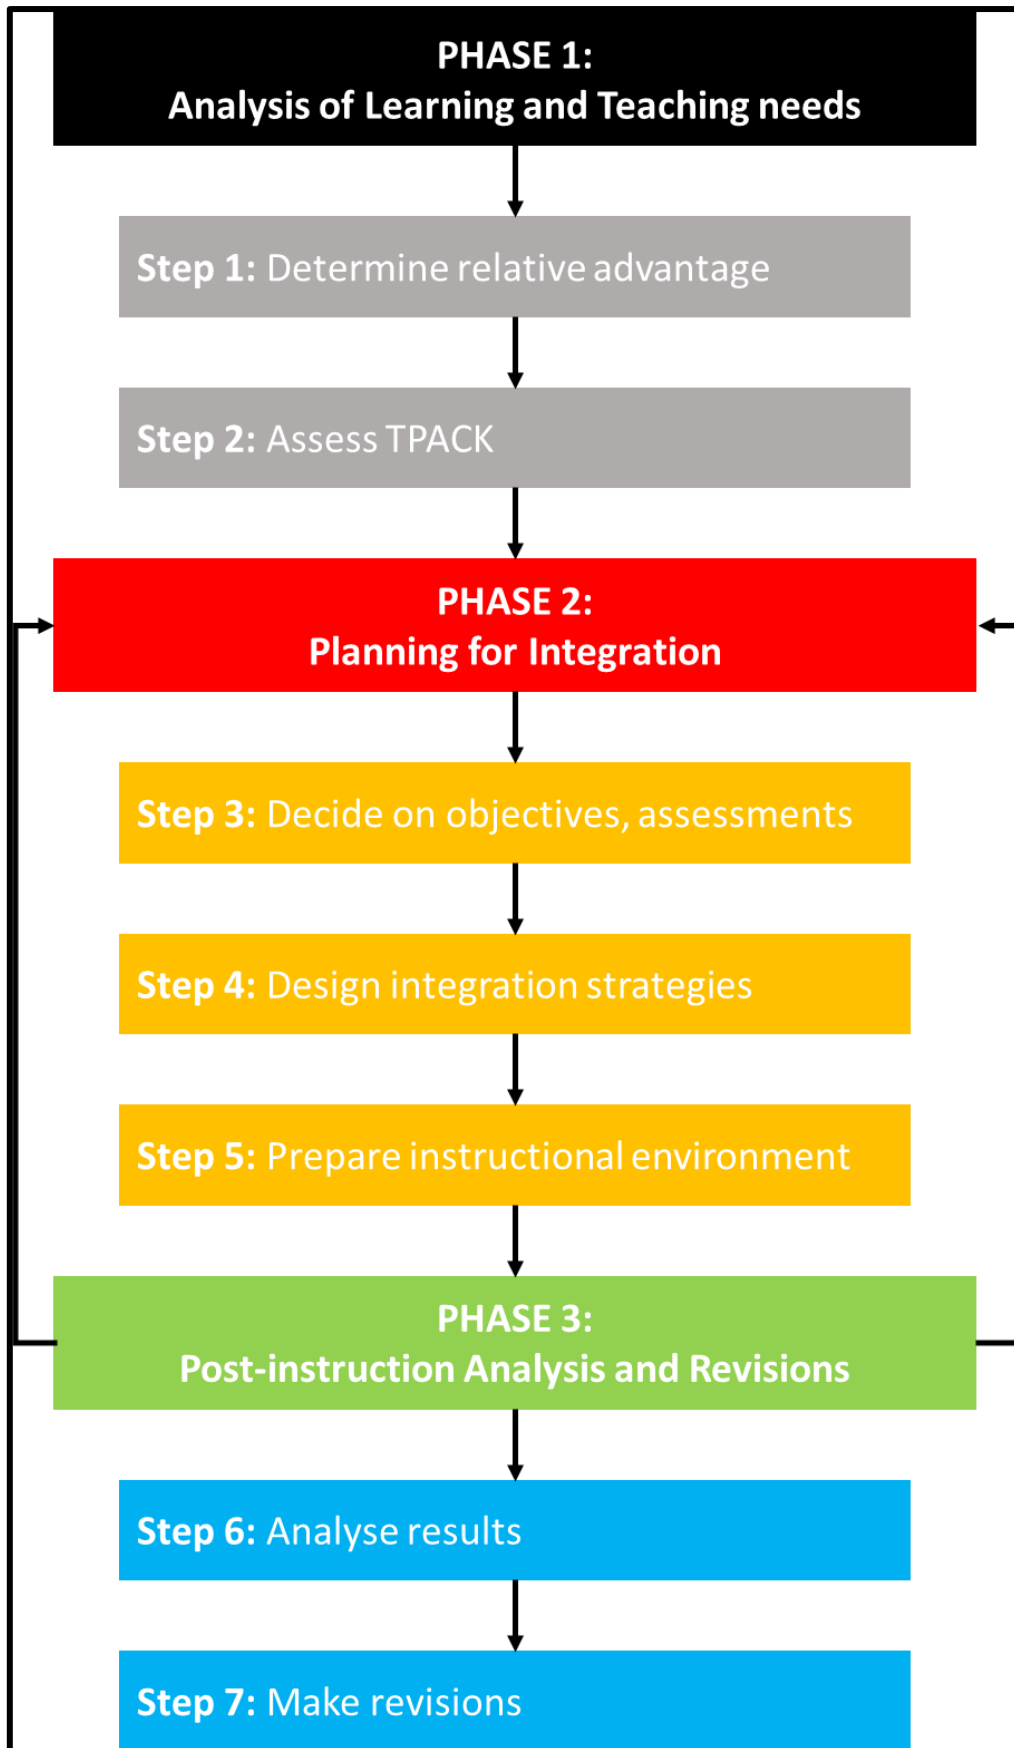 PHASE 1:
Analysis of Learning and Teaching needs
Step 1: Determine relative advantage
Step 2: Assess TPACK
PHASE 2:
Planning for Integration
Step 3: Decide on objectives, assessments
Step 4: Design integration strategies
Step 5: Prepare instructional environment
PHASE 3:
Post-instruction Analysis and Revisions
Step 6: Analyse results
Step 7: Make revisions